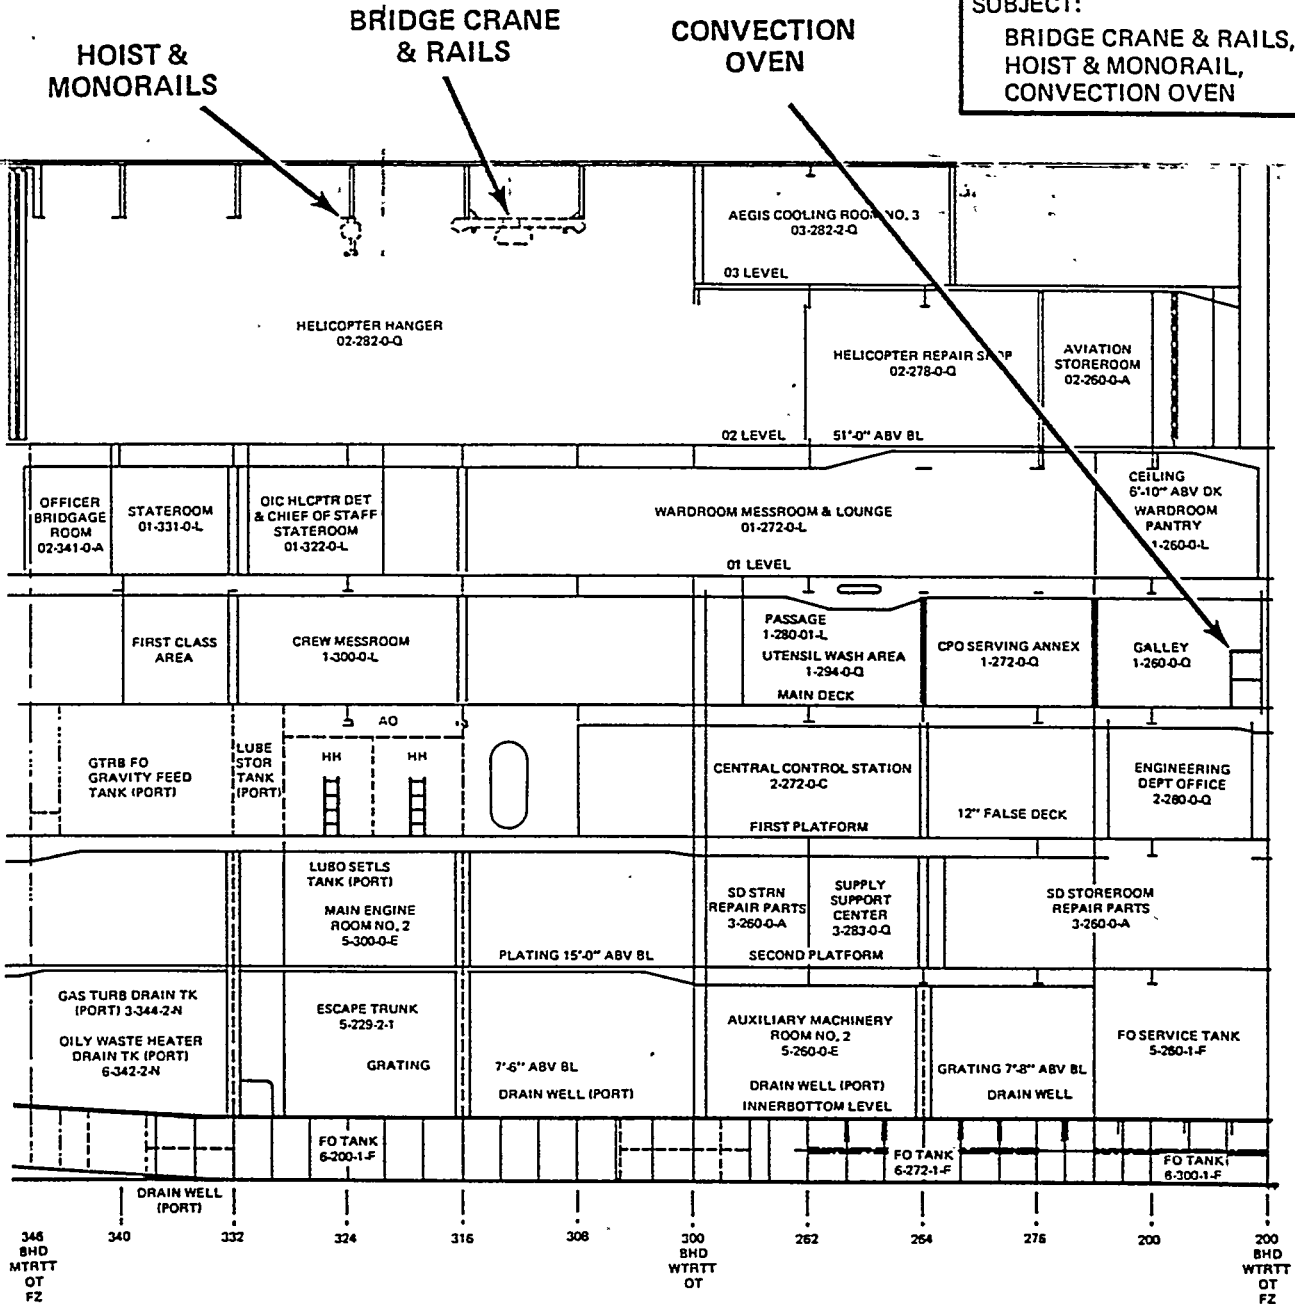 SUBJECT:
BRIDGE CRANE & RAILS,
HOIST & MONORAIL,
CONVECTION OVEN
HOIST &
MONORAILS
BRIDGE CRANE
& RAILS
CONVECTION
OVEN
AEGIS COOLING ROOM NO. 3
03-282-2-Q
03 LEVEL
HELICOPTER HANGER
02-282-0-Q
HELICOPTER REPAIR SHOP
02-278-0-Q
AVIATION
STOREROOM
02-260-0-A
02 LEVEL
51'-0" ABV BL
OFFICER
BRIDGAGE
ROOM
02-341-0-A
STATEROOM
01-331-0-L
OIC HLCPTR DET
& CHIEF OF STAFF
STATEROOM
01-322-0-L
WARDROOM MESSROOM & LOUNGE
01-272-0-L
01 LEVEL
CEILING
6'-10" ABV DK
WARDROOM
PANTRY
1-260-0-L
FIRST CLASS
AREA
CREW MESSROOM
1-300-0-L
PASSAGE
1-280-01-L
UTENSIL WASH AREA
1-294-0-Q
MAIN DECK
CPO SERVING ANNEX
1-272-0-Q
GALLEY
1-260-0-Q
GTRB FO
GRAVITY FEED
TANK (PORT)
LUBE
STOR
TANK
(PORT)
AO
HH
HH
CENTRAL CONTROL STATION
2-272-0-C
FIRST PLATFORM
12" FALSE DECK
ENGINEERING
DEPT OFFICE
2-280-0-Q
LUBO SETLS
TANK (PORT)
MAIN ENGINE
ROOM NO. 2
5-300-0-E
PLATING 15'-0" ABV BL
SD STRN
REPAIR PARTS
3-260-0-A
SUPPLY
SUPPORT
CENTER
3-283-0-Q
SECOND PLATFORM
SD STOREROOM
REPAIR PARTS
3-260-0-A
GAS TURB DRAIN TK
(PORT) 3-344-2-N
OILY WASTE HEATER
DRAIN TK (PORT)
6-342-2-N
ESCAPE TRUNK
5-229-2-1
GRATING
7'-6" ABV BL
DRAIN WELL (PORT)
AUXILIARY MACHINERY
ROOM NO. 2
5-260-0-E
DRAIN WELL (PORT)
INNERBOTTOM LEVEL
GRATING 7'-8" ABV BL
DRAIN WELL
FO SERVICE TANK
5-260-1-F
FO TANK
6-200-1-F
FO TANK
6-272-1-F
FO TANK
6-300-1-F
DRAIN WELL
(PORT)
346
BHD
MTRTT
OT
FZ
340
332
324
316
308
300
BHD
WTRTT
OT
262
264
276
200
200
BHD
WTRTT
OT
FZ